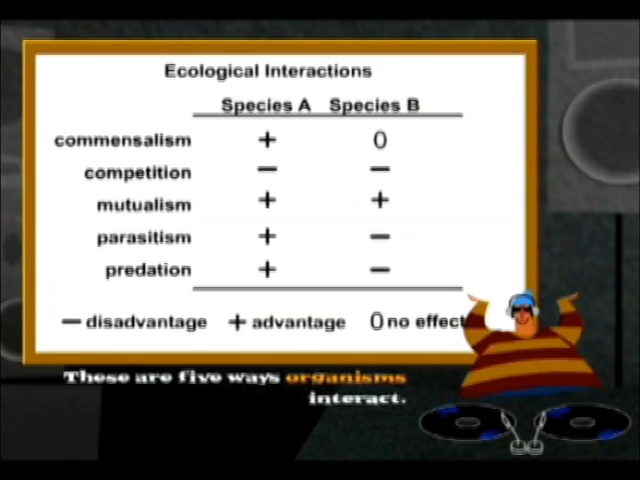 Ecological Interactions
Species A Species B
commensalism + 0
competition − −
mutualism + +
parasitism + −
predation + −
− disadvantage + advantage 0 no effect
These are five ways organisms
interact.